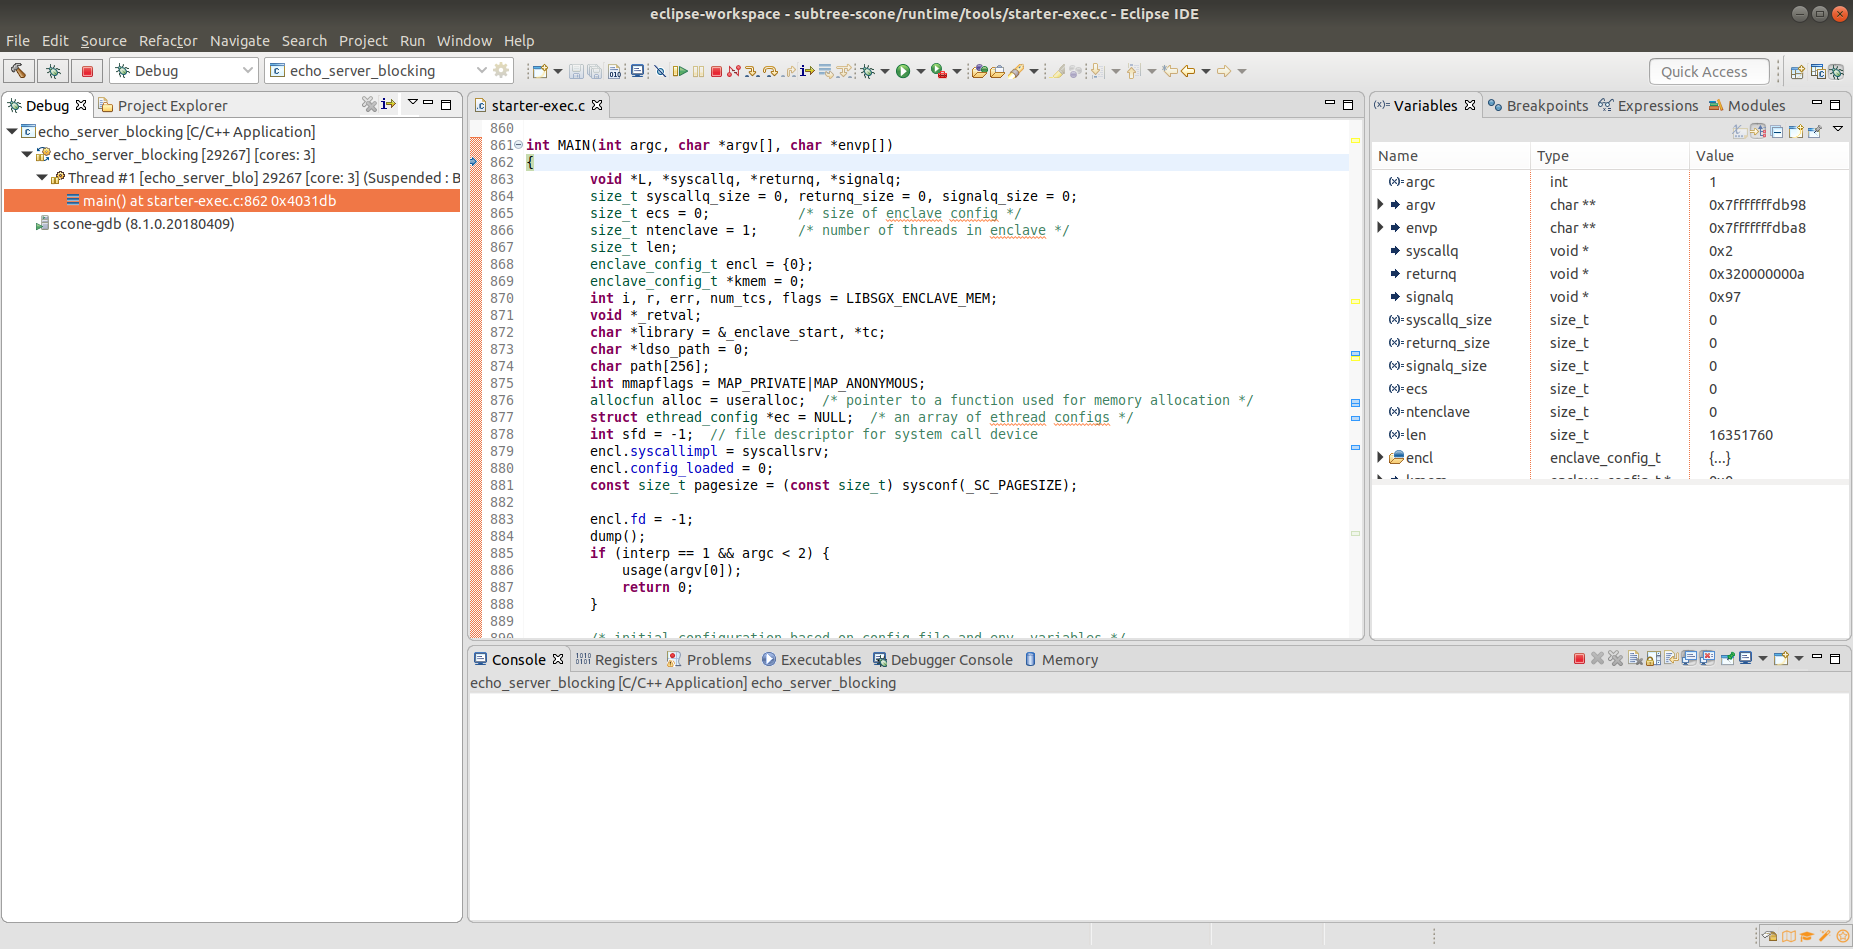 eclipse-workspace - subtree-scone/runtime/tools/starter-exec.c - Eclipse IDE
File Edit Source Refactor Navigate Search Project Run Window Help
Debug echo_server_blocking Quick Access
Debug Project Explorer
echo_server_blocking [C/C++ Application]
echo_server_blocking [29267] [cores: 3]
Thread #1 [echo_server_blo] 29267 [core: 3] (Suspended : B
main() at starter-exec.c:862 0x4031db
scone-gdb (8.1.0.20180409)
starter-exec.c
860
861 int MAIN(int argc, char *argv[], char *envp[])
862 {
863 void *L, *syscallq, *returnq, *signalq;
864 size_t syscallq_size = 0, returnq_size = 0, signalq_size = 0;
865 size_t ecs = 0; /* size of enclave config */
866 size_t ntenclave = 1; /* number of threads in enclave */
867 size_t len;
868 enclave_config_t encl = {0};
869 enclave_config_t *kmem = 0;
870 int i, r, err, num_tcs, flags = LIBSGX_ENCLAVE_MEM;
871 void *_retval;
872 char *library = &_enclave_start, *tc;
873 char *ldso_path = 0;
874 char path[256];
875 int mmapflags = MAP_PRIVATE|MAP_ANONYMOUS;
876 allocfun alloc = useralloc; /* pointer to a function used for memory allocation */
877 struct ethread_config *ec = NULL; /* an array of ethread configs */
878 int sfd = -1; // file descriptor for system call device
879 encl.syscallimpl = syscallsrv;
880 encl.config_loaded = 0;
881 const size_t pagesize = (const size_t) sysconf(_SC_PAGESIZE);
882
883 encl.fd = -1;
884 dump();
885 if (interp == 1 && argc < 2) {
886 usage(argv[0]);
887 return 0;
888 }
889
890 /* initial configuration based on config file and env. variables */
(x)= Variables Breakpoints Expressions Modules
Name Type Value
(x)= argc int 1
argv char ** 0x7fffffffdb98
envp char ** 0x7fffffffdba8
syscallq void * 0x2
returnq void * 0x320000000a
signalq void * 0x97
(x)= syscallq_size size_t 0
(x)= returnq_size size_t 0
(x)= signalq_size size_t 0
(x)= ecs size_t 0
(x)= ntenclave size_t 0
(x)= len size_t 16351760
encl enclave_config_t {...}
kmem enclave_config_t * 0x0
Console Registers Problems Executables Debugger Console Memory
echo_server_blocking [C/C++ Application] echo_server_blocking